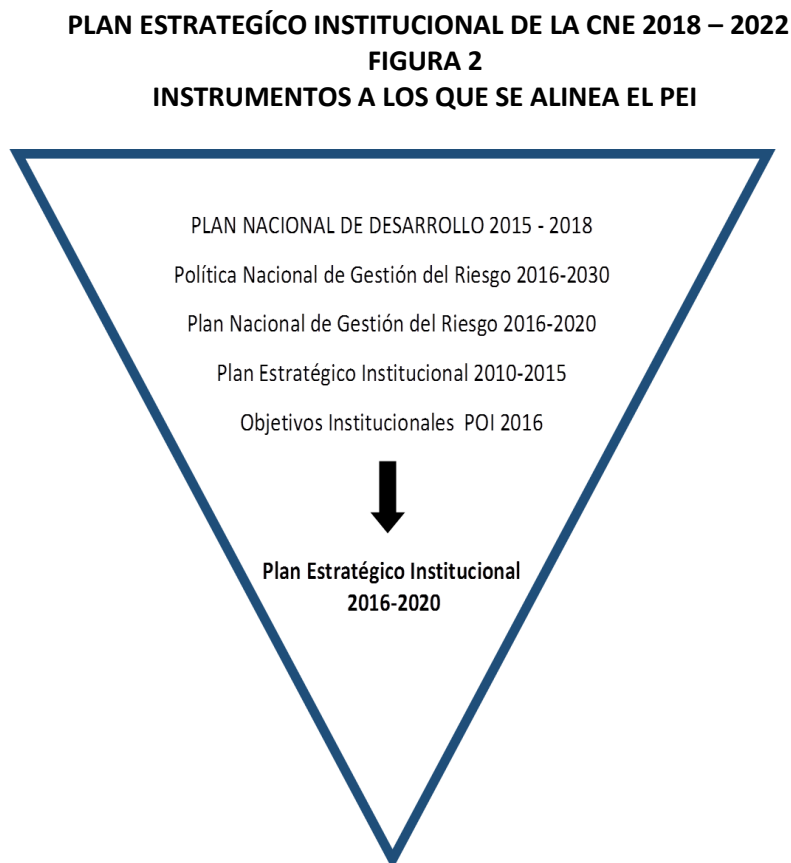 PLAN ESTRATEGÍCO INSTITUCIONAL DE LA CNE 2018 – 2022
FIGURA 2
INSTRUMENTOS A LOS QUE SE ALINEA EL PEI
PLAN NACIONAL DE DESARROLLO 2015 - 2018
Política Nacional de Gestión del Riesgo 2016-2030
Plan Nacional de Gestión del Riesgo 2016-2020
Plan Estratégico Institucional 2010-2015
Objetivos Institucionales POI 2016
Plan Estratégico Institucional
2016-2020